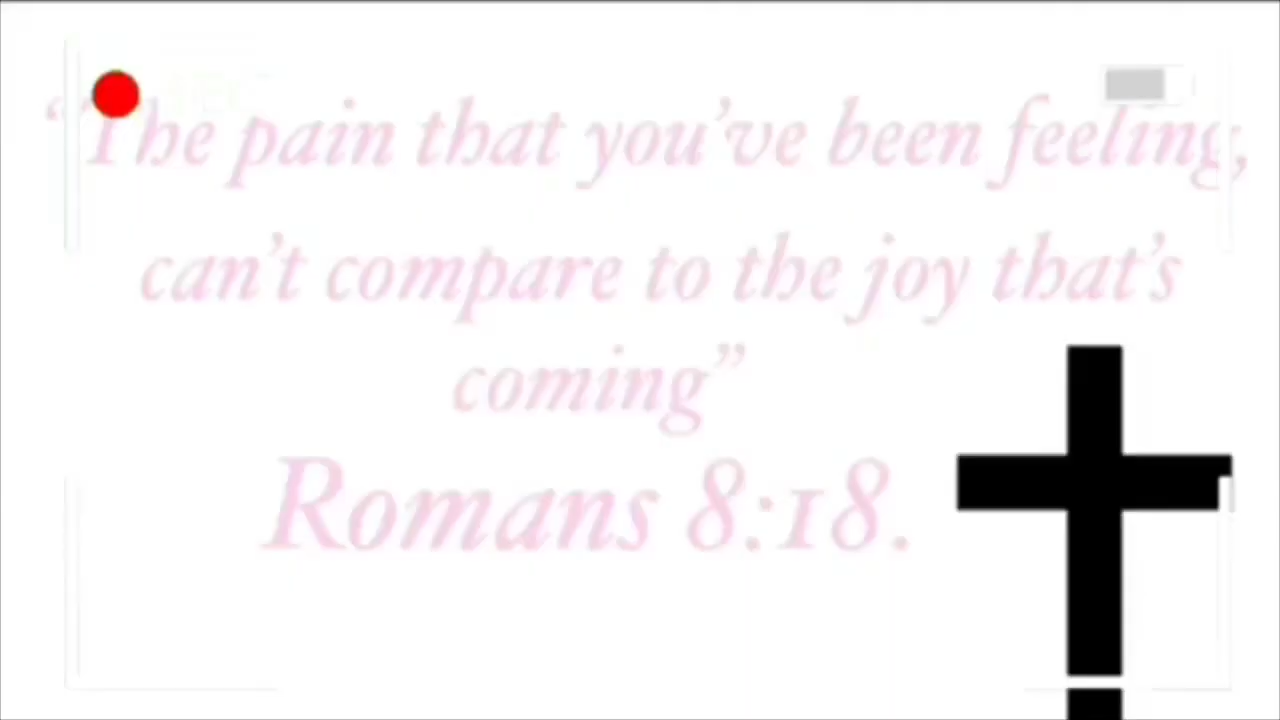 “The pain that you’ve been feeling,
can’t compare to the joy that’s
coming”
Romans 8:18.